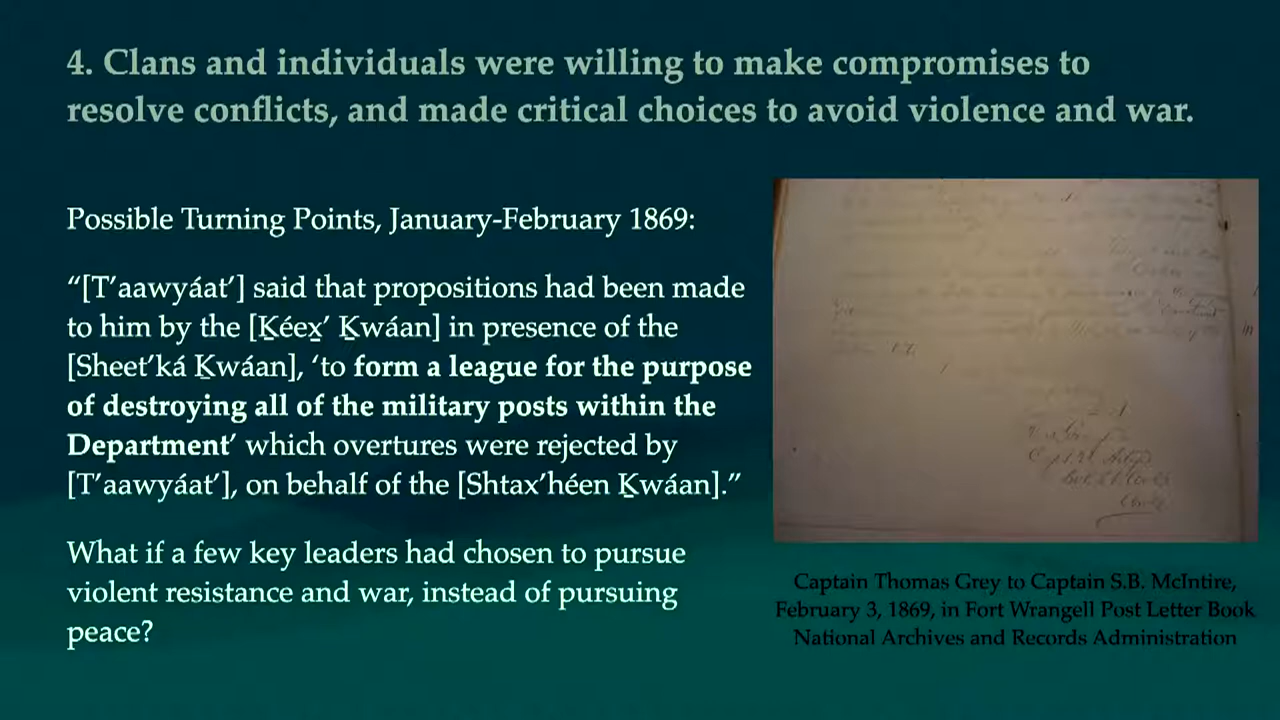 4. Clans and individuals were willing to make compromises to
resolve conflicts, and made critical choices to avoid violence and war.
Possible Turning Points, January-February 1869:
“[T’aawyáat’] said that propositions had been made
to him by the [Ḵéex̱’ Ḵwáan] in presence of the
[Sheet’ká Ḵwáan], ‘to form a league for the purpose
of destroying all of the military posts within the
Department’ which overtures were rejected by
[T’aawyáat’], on behalf of the [Shtax’héen Ḵwáan].”
What if a few key leaders had chosen to pursue
violent resistance and war, instead of pursuing
peace?
Captain Thomas Grey to Captain S.B. McIntire,
February 3, 1869, in Fort Wrangell Post Letter Book
National Archives and Records Administration